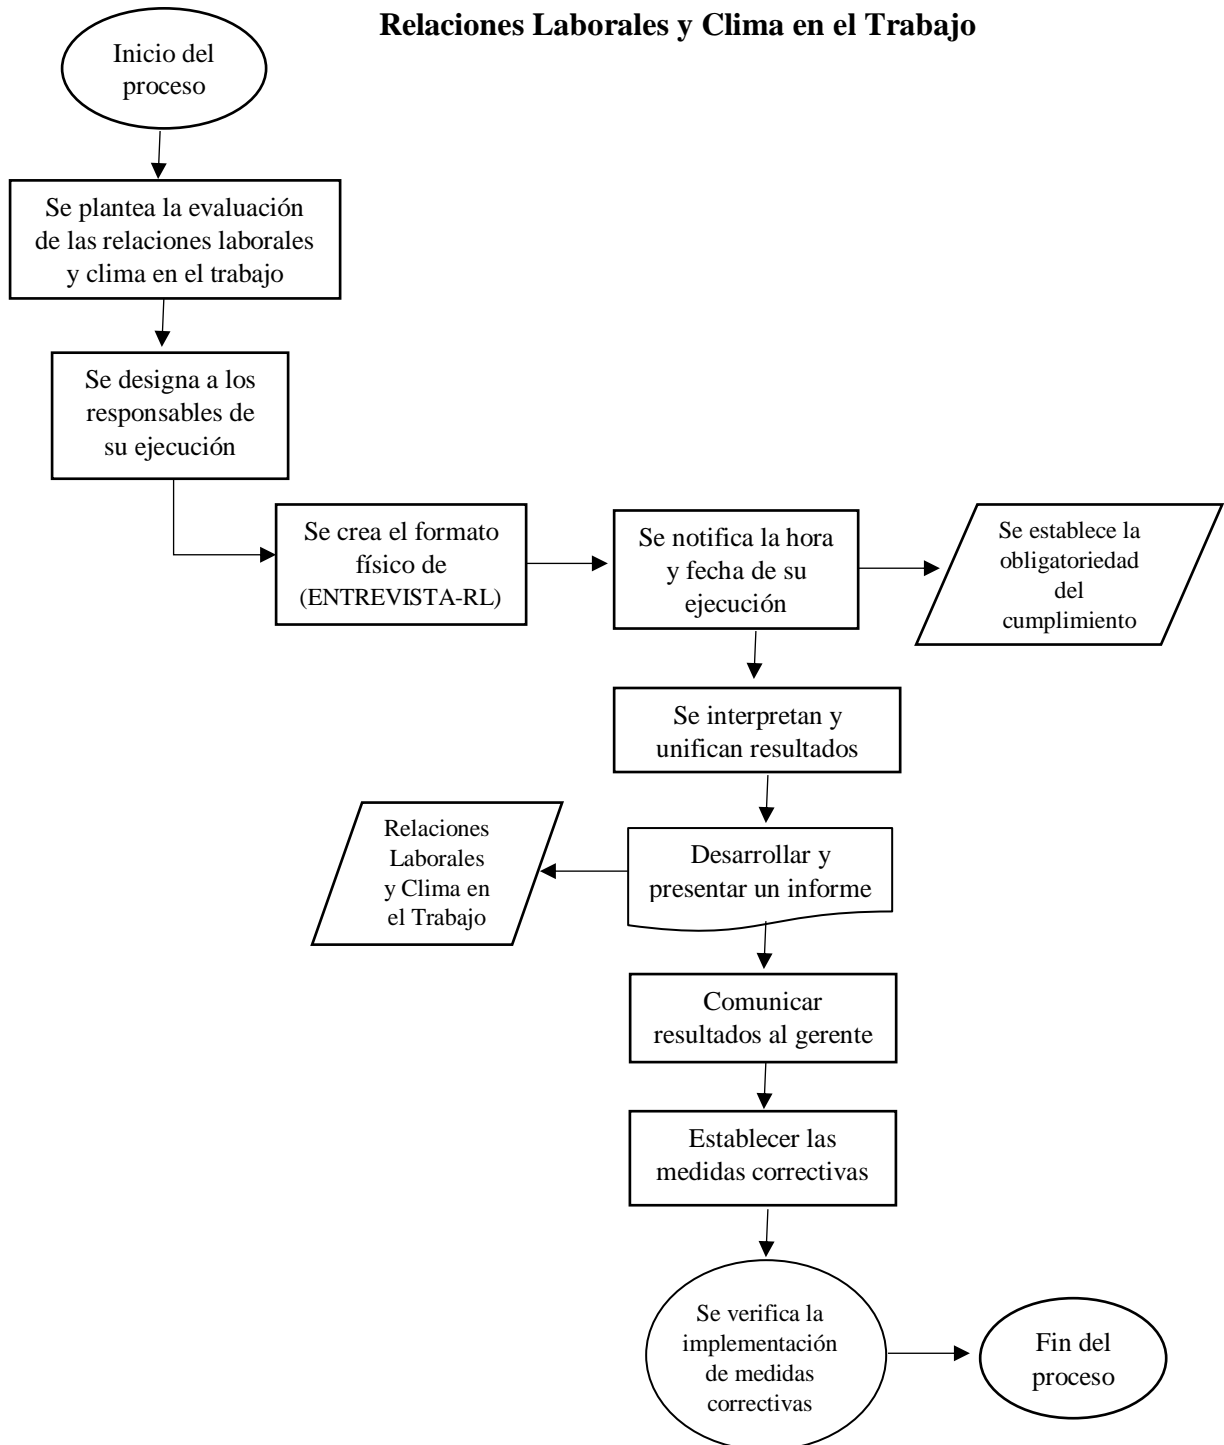 Relaciones Laborales y Clima en el Trabajo
Inicio del
proceso
Se plantea la evaluación
de las relaciones laborales
y clima en el trabajo
Se designa a los
responsables de
su ejecución
Se crea el formato
físico de
(ENTREVISTA-RL)
Se notifica la hora
y fecha de su
ejecución
Se establece la
obligatoriedad
del
cumplimiento
Se interpretan y
unifican resultados
Desarrollar y
presentar un informe
Relaciones
Laborales
y Clima en
el Trabajo
Comunicar
resultados al gerente
Establecer las
medidas correctivas
Se verifica la
implementación
de medidas
correctivas
Fin del
proceso